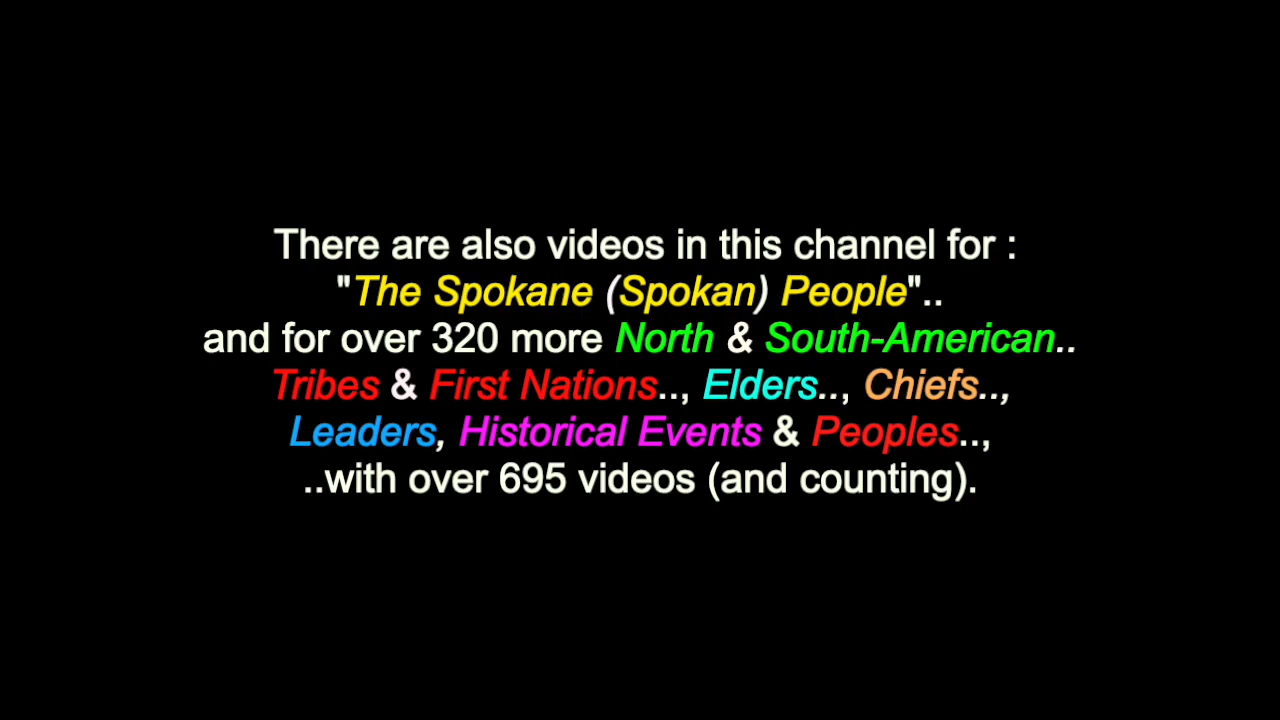 There are also videos in this channel for :
"The Spokane (Spokan) People"..
and for over 320 more North & South-American..
Tribes & First Nations.., Elders.., Chiefs..,
Leaders, Historical Events & Peoples..,
..with over 695 videos (and counting).